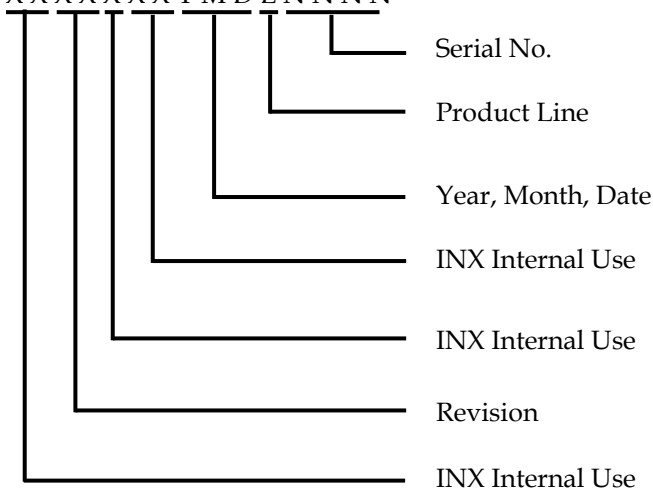 X X X X X X X Y M D L N N N N
Serial No.
Product Line
Year, Month, Date
INX Internal Use
INX Internal Use
Revision
INX Internal Use